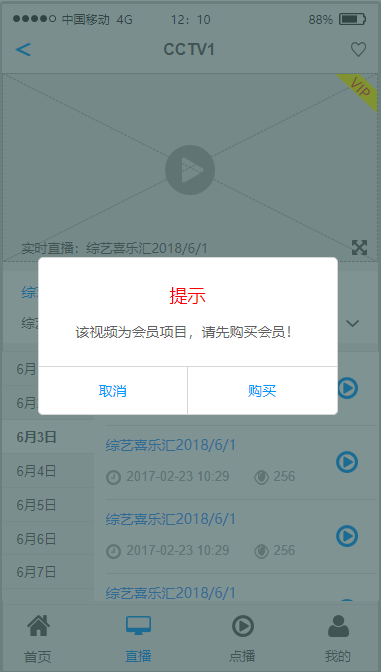 中国移动 4G 12：10 88%
< CCTV1
VIP
实时直播：综艺喜乐汇2018/6/1
综
综
提示
该视频为会员项目，请先购买会员！
取消 购买
6月
6月
6月3日
6月4日
6月5日
6月6日
6月7日
综艺喜乐汇2018/6/1
2017-02-23 10:29 256
综艺喜乐汇2018/6/1
2017-02-23 10:29 256
综艺喜乐汇2018/6/1
首页 直播 点播 我的